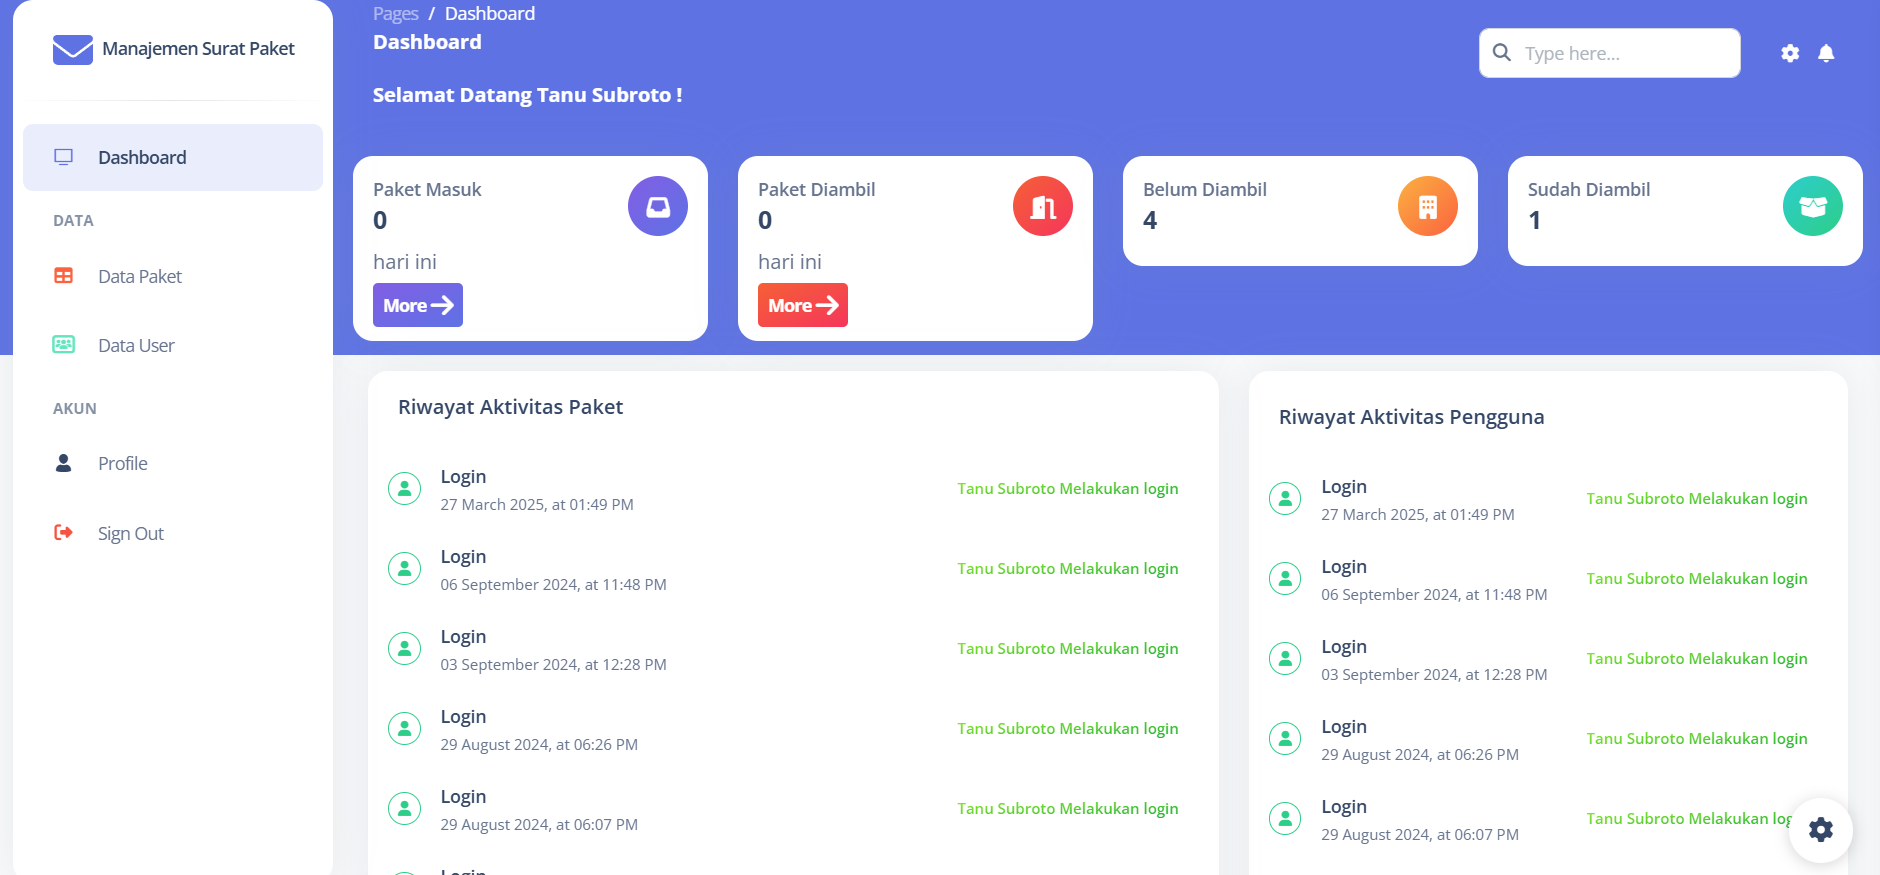 Manajemen Surat Paket
Dashboard
DATA
Data Paket
Data User
AKUN
Profile
Sign Out
Pages / Dashboard
Dashboard
Selamat Datang Tanu Subroto !
Type here...
Paket Masuk
0
hari ini
More
Paket Diambil
0
hari ini
More
Belum Diambil
4
Sudah Diambil
1
Riwayat Aktivitas Paket
Login
27 March 2025, at 01:49 PM
Tanu Subroto Melakukan login
Login
06 September 2024, at 11:48 PM
Tanu Subroto Melakukan login
Login
03 September 2024, at 12:28 PM
Tanu Subroto Melakukan login
Login
29 August 2024, at 06:26 PM
Tanu Subroto Melakukan login
Login
29 August 2024, at 06:07 PM
Tanu Subroto Melakukan login
Riwayat Aktivitas Pengguna
Login
27 March 2025, at 01:49 PM
Tanu Subroto Melakukan login
Login
06 September 2024, at 11:48 PM
Tanu Subroto Melakukan login
Login
03 September 2024, at 12:28 PM
Tanu Subroto Melakukan login
Login
29 August 2024, at 06:26 PM
Tanu Subroto Melakukan login
Login
29 August 2024, at 06:07 PM
Tanu Subroto Melakukan